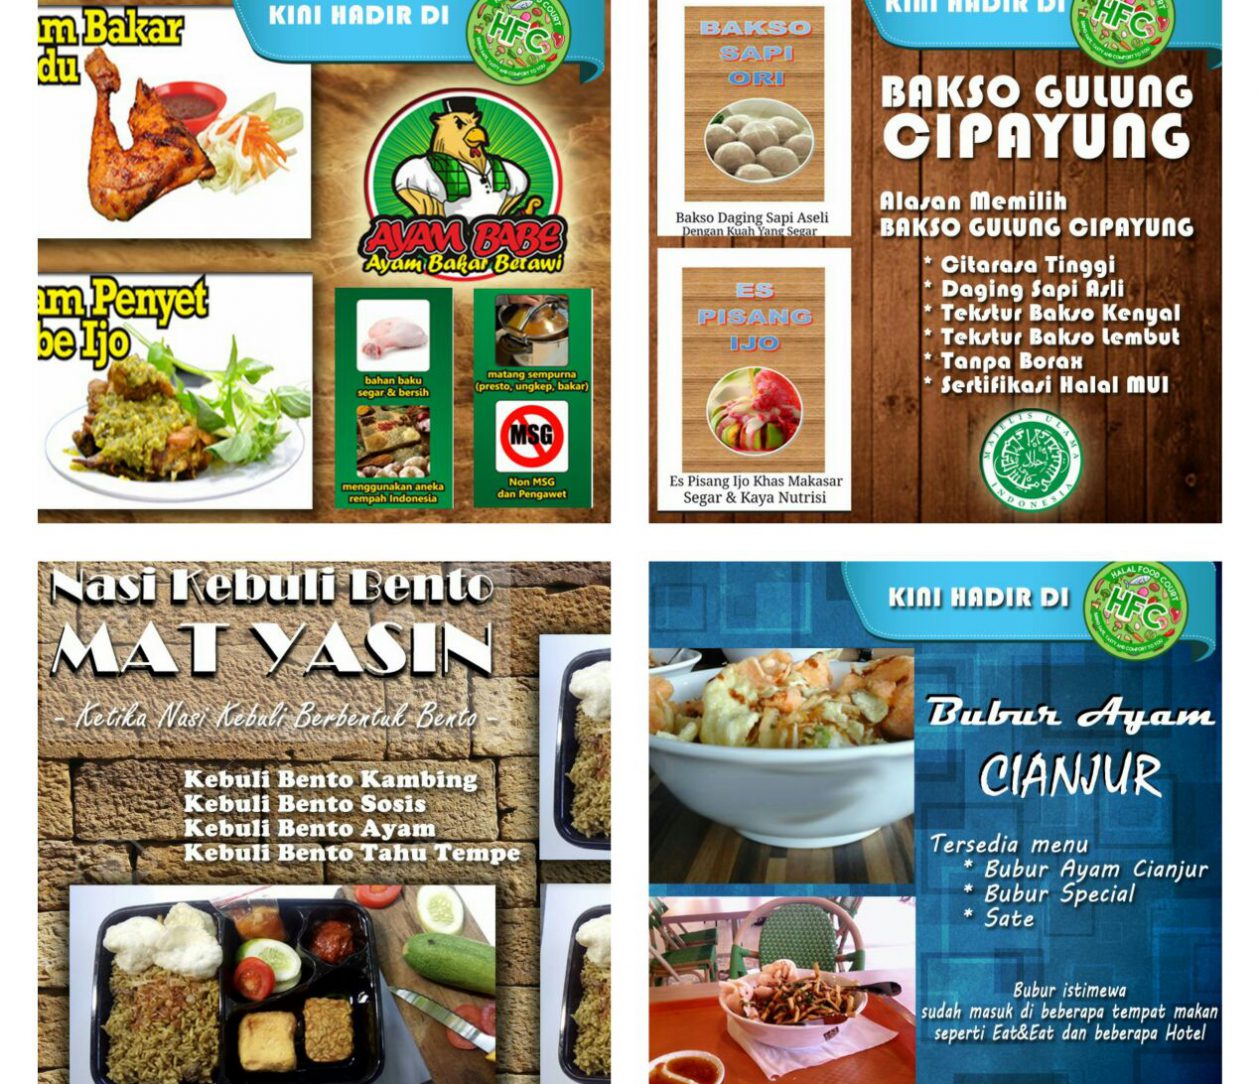 m Bakar
du
KINI HADIR DI
HFC
AYAM BABE
Ayam Bakar Betawi
am Penyet
be Ijo
bahan baku
segar & bersih
matang sempurna
(presto, ungkep, bakar)
menggunakan aneka
rempah Indonesia
MSG
Non MSG
dan Pengawet
KINI HADIR DI
HFC
BAKSO
SAPI
ORI
Bakso Daging Sapi Aseli
Dengan Kuah Yang Segar
ES
PISANG
IJO
Es Pisang Ijo Khas Makasar
Segar & Kaya Nutrisi
BAKSO GULUNG
CIPAYUNG
Alasan Memilih
BAKSO GULUNG CIPAYUNG
* Citarasa Tinggi
* Daging Sapi Asli
* Tekstur Bakso Kenyal
* Tekstur Bakso Lembut
* Tanpa Borax
* Sertifikasi Halal MUI
MAJELIS ULAMA
INDONESIA
Nasi Kebuli Bento
MAT YASIN
- Ketika Nasi Kebuli Berbentuk Bento -
Kebuli Bento Kambing
Kebuli Bento Sosis
Kebuli Bento Ayam
Kebuli Bento Tahu Tempe
KINI HADIR DI
HALAL FOOD COURT
HFC
Bubur Ayam
CIANJUR
Tersedia menu
* Bubur Ayam Cianjur
* Bubur Special
* Sate
Bubur istimewa
sudah masuk di beberapa tempat makan
seperti Eat&Eat dan beberapa Hotel